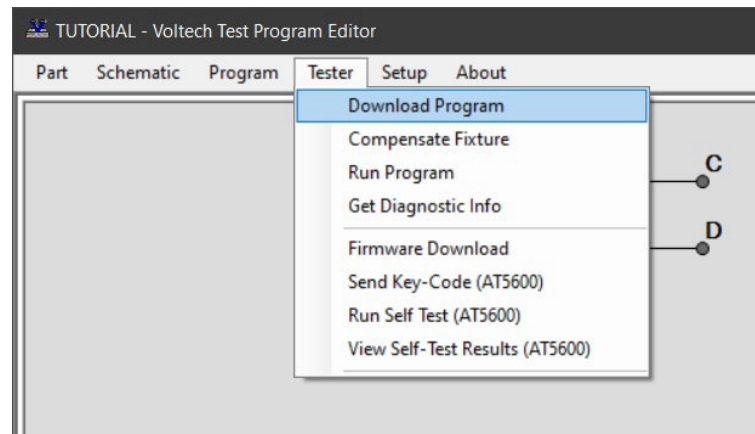 TUTORIAL - Voltech Test Program Editor
Part Schematic Program Tester Setup About
Download Program
Compensate Fixture
C
Run Program
Get Diagnostic Info
D
Firmware Download
Send Key-Code (AT5600)
Run Self Test (AT5600)
View Self-Test Results (AT5600)